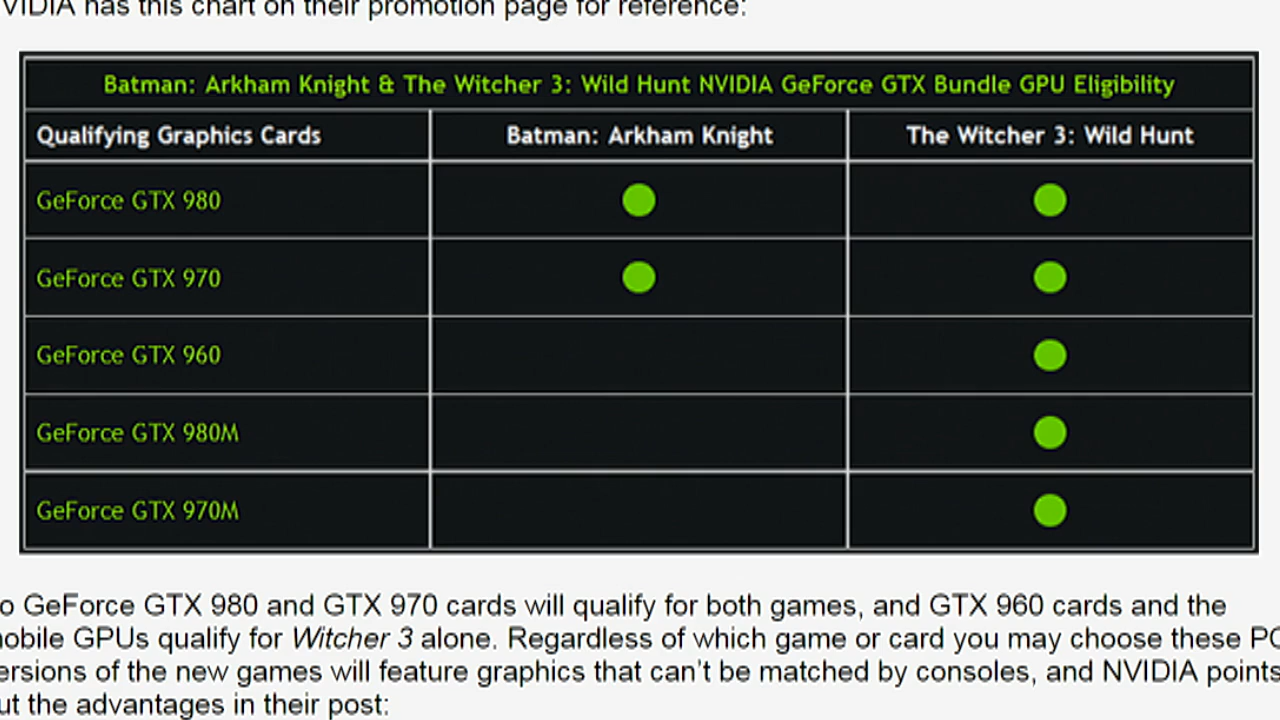 NVIDIA has this chart on their promotion page for reference:
Batman: Arkham Knight & The Witcher 3: Wild Hunt NVIDIA GeForce GTX Bundle GPU Eligibility
Qualifying Graphics Cards Batman: Arkham Knight The Witcher 3: Wild Hunt
GeForce GTX 980
GeForce GTX 970
GeForce GTX 960
GeForce GTX 980M
GeForce GTX 970M
o GeForce GTX 980 and GTX 970 cards will qualify for both games, and GTX 960 cards and the
mobile GPUs qualify for Witcher 3 alone. Regardless of which game or card you may choose these PC
ersions of the new games will feature graphics that can't be matched by consoles, and NVIDIA points
ut the advantages in their post: